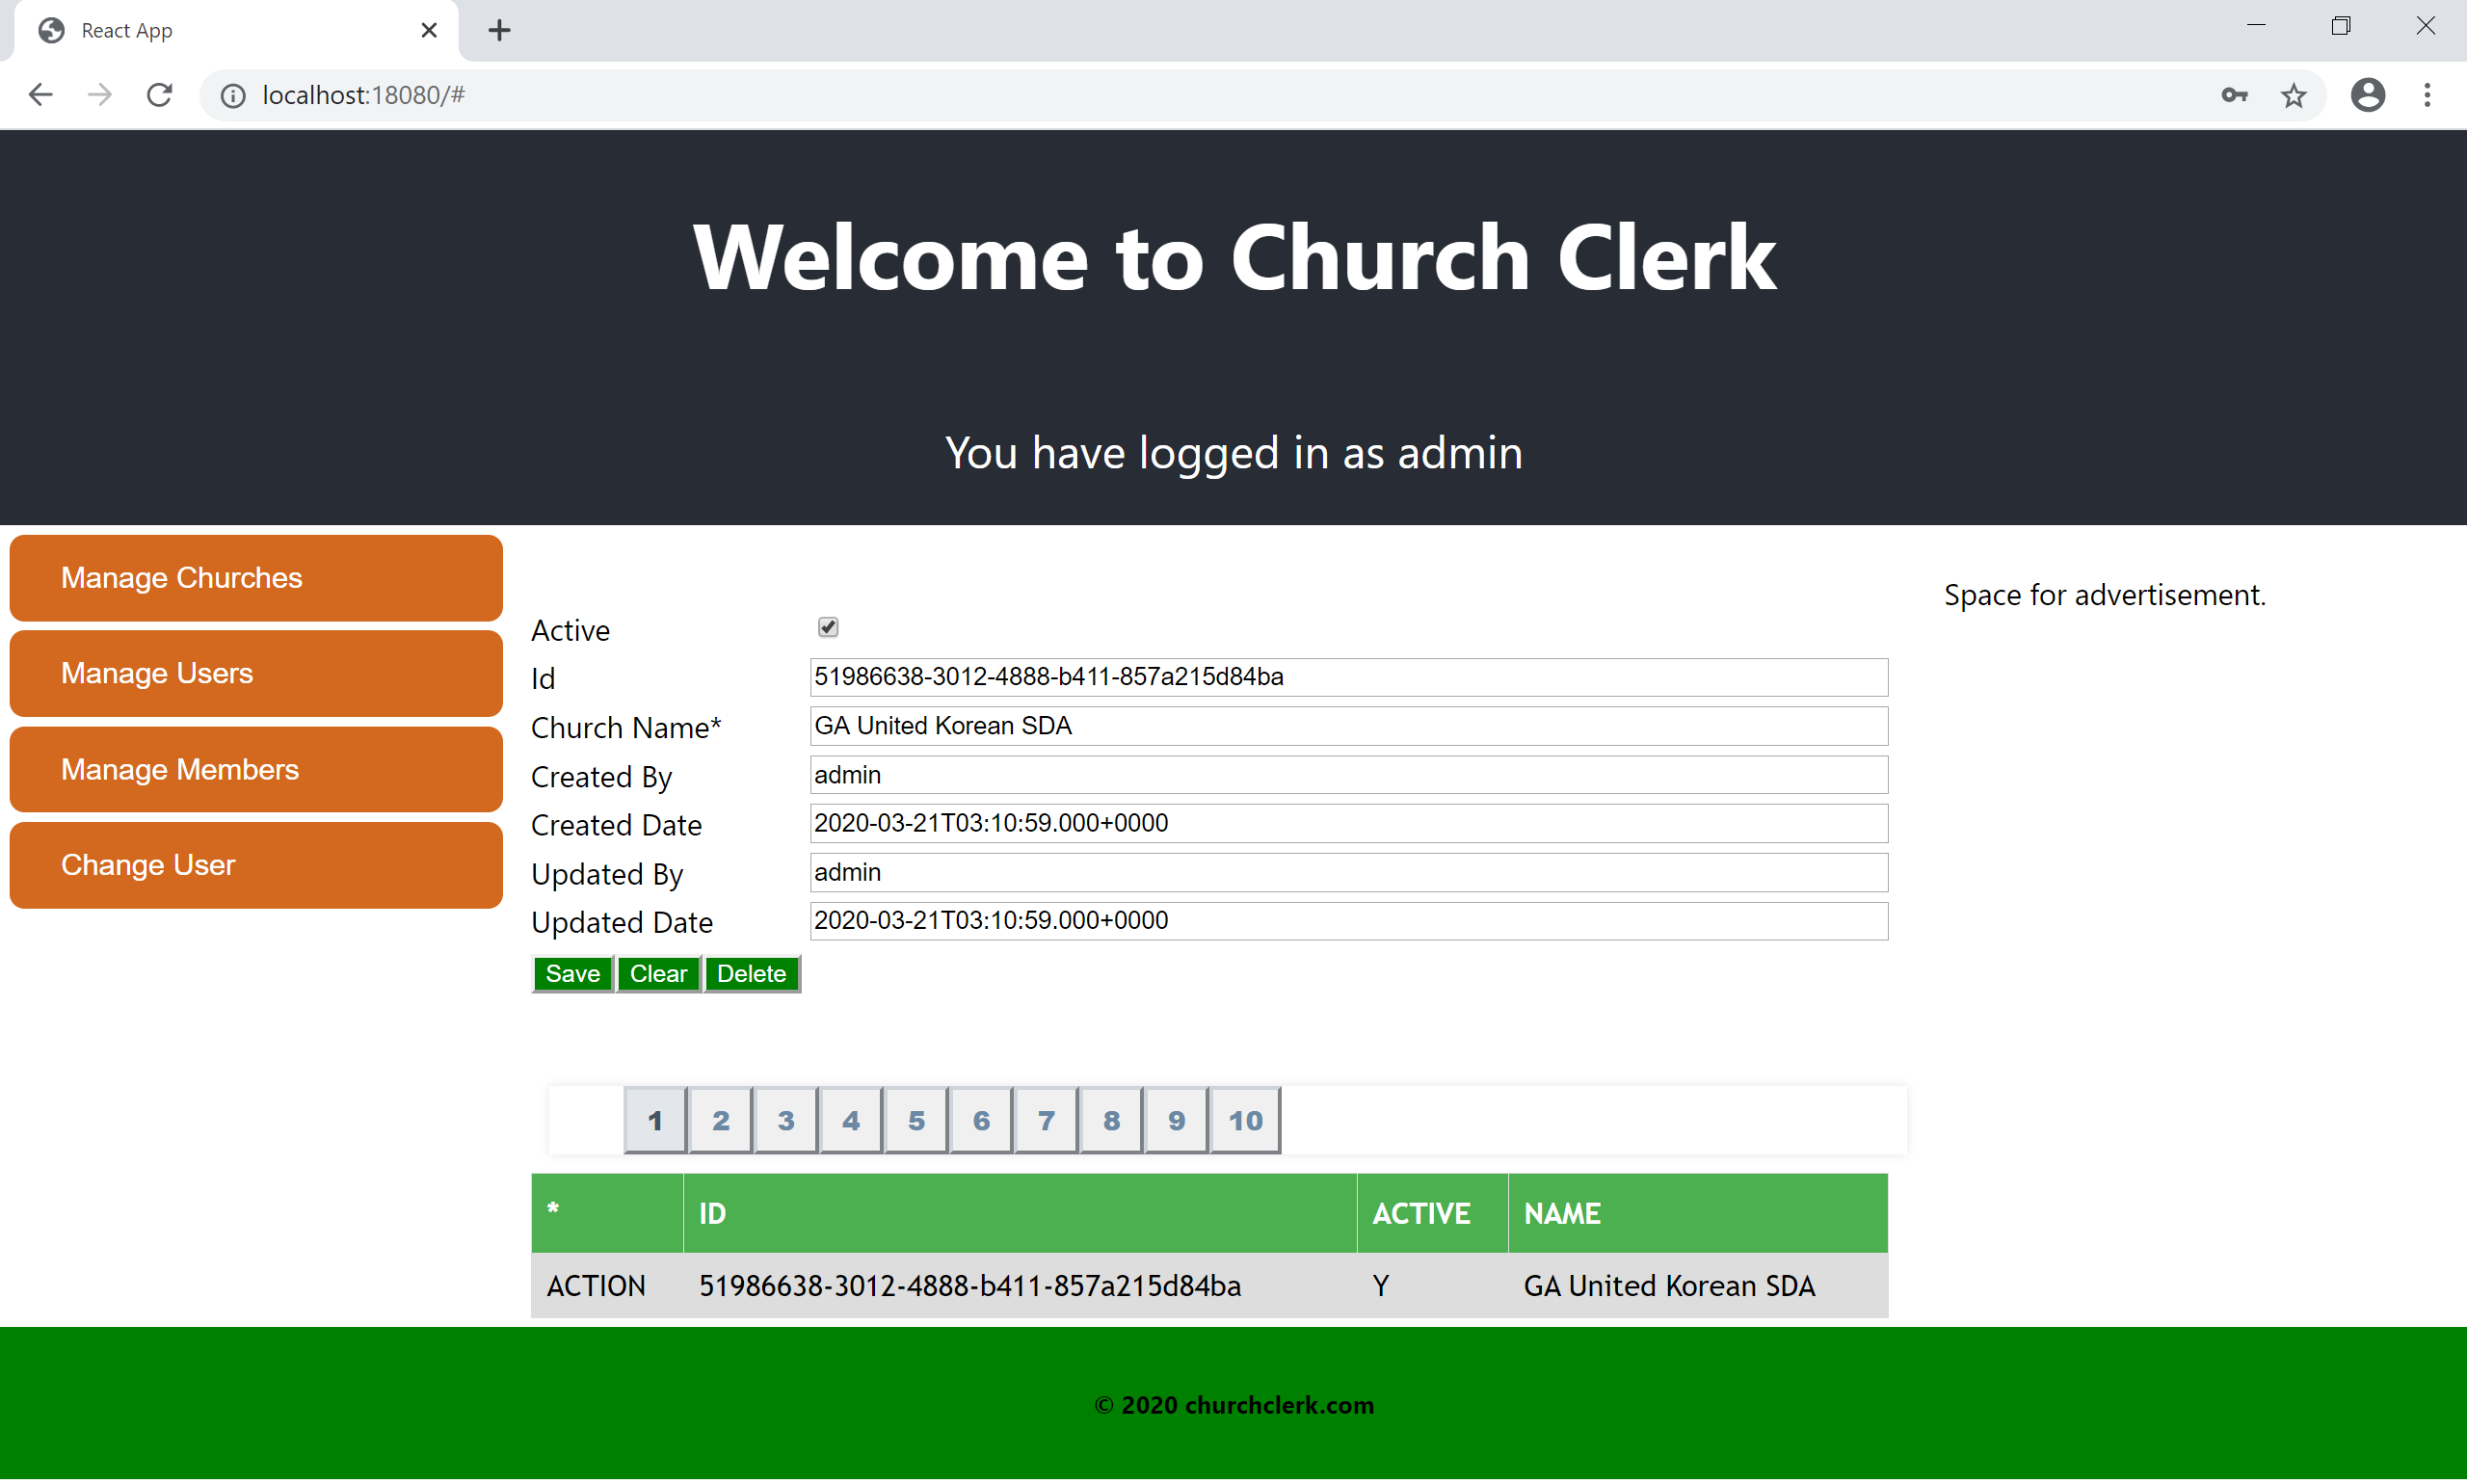 React App
localhost:18080/#
Welcome to Church Clerk
You have logged in as admin
Manage Churches
Manage Users
Manage Members
Change User
Active
Id 51986638-3012-4888-b411-857a215d84ba
Church Name* GA United Korean SDA
Created By admin
Created Date 2020-03-21T03:10:59.000+0000
Updated By admin
Updated Date 2020-03-21T03:10:59.000+0000
Save Clear Delete
Space for advertisement.
1 2 3 4 5 6 7 8 9 10
* ID ACTIVE NAME
ACTION 51986638-3012-4888-b411-857a215d84ba Y GA United Korean SDA
© 2020 churchclerk.com